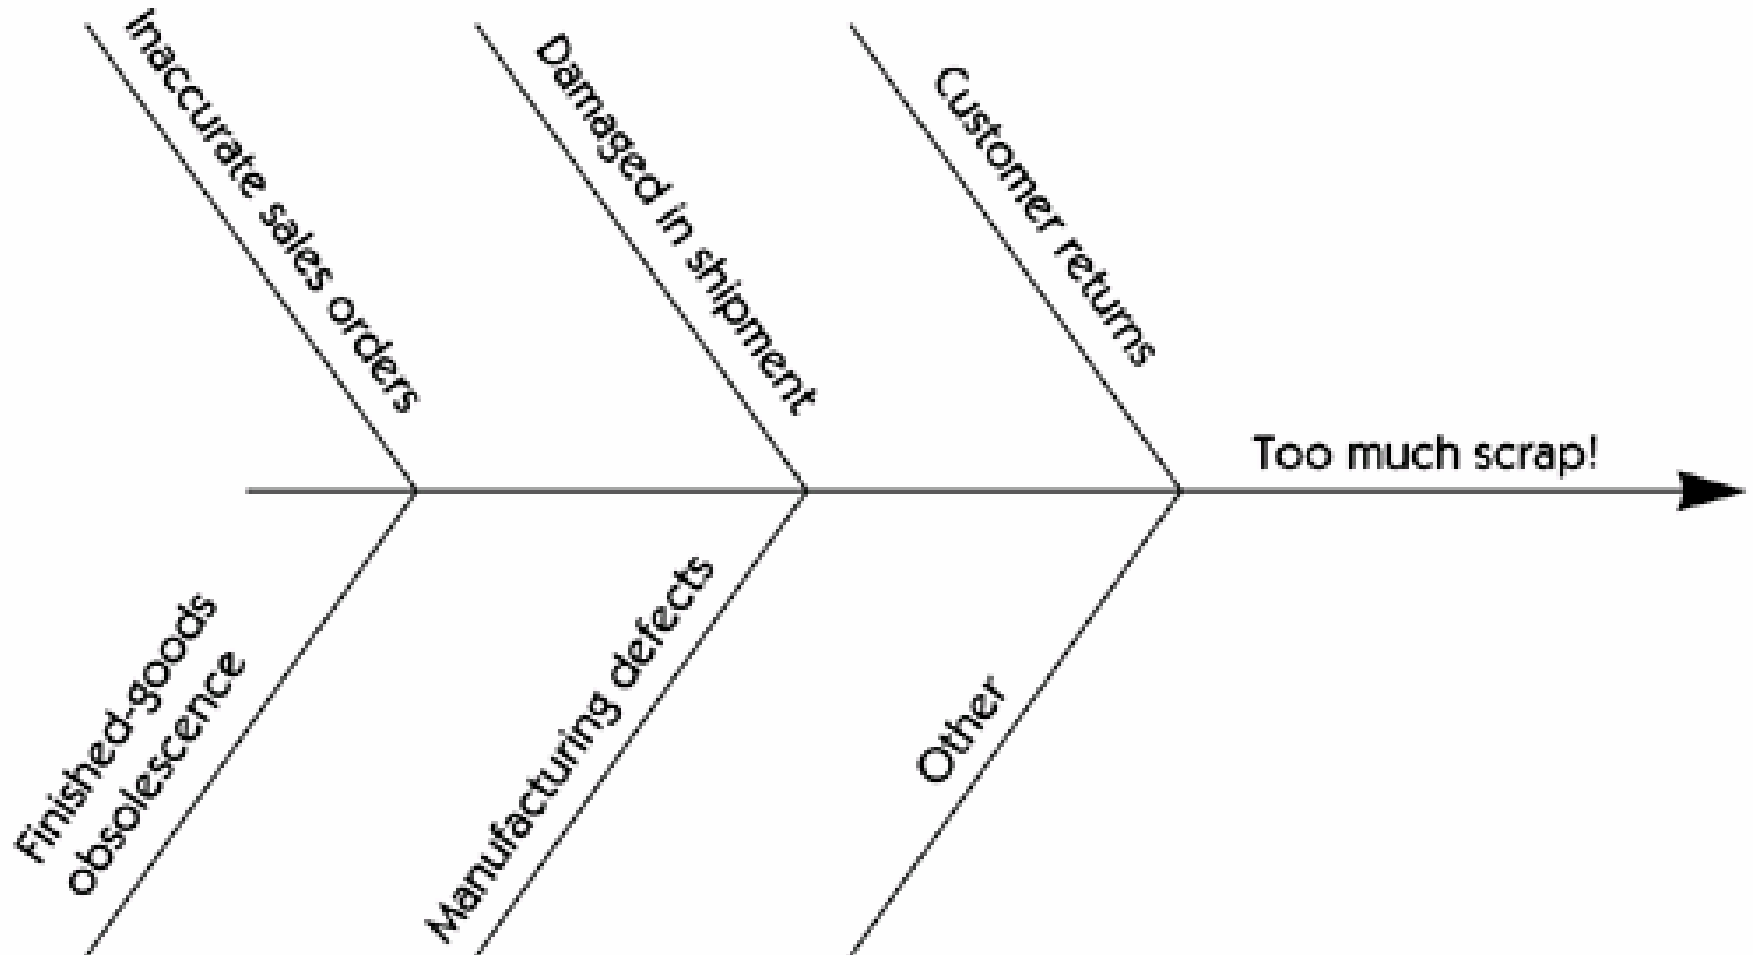 Inaccurate sales orders
Damaged in shipment
Customer returns
Too much scrap!
Finished-goods
obsolescence
Manufacturing defects
Other